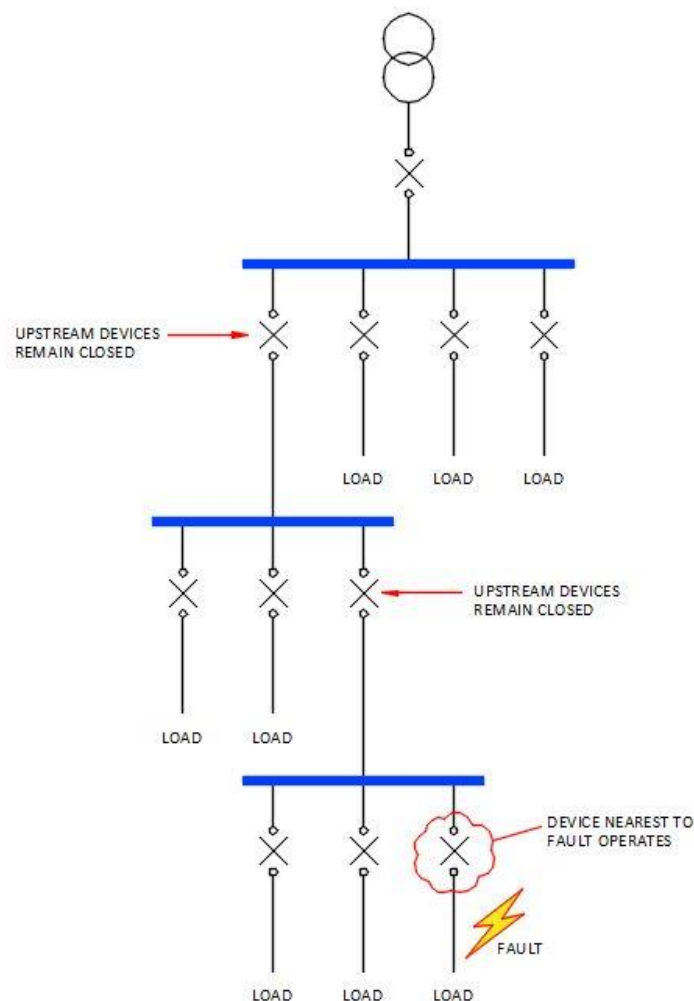 UPSTREAM DEVICES
REMAIN CLOSED
LOAD
LOAD
LOAD
UPSTREAM DEVICES
REMAIN CLOSED
LOAD
LOAD
DEVICE NEAREST TO
FAULT OPERATES
FAULT
LOAD
LOAD
LOAD